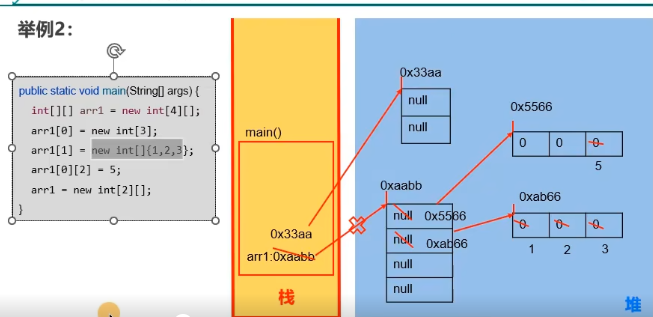 举例2：
public static void main(String[] args) {
int[][] arr1 = new int[4][];
arr1[0] = new int[3];
arr1[1] = new int[]{1,2,3};
arr1[0][2] = 5;
arr1 = new int[2][];
}
main()
0x33aa
arr1:0xaabb
栈
0x33aa
null
null
0xaabb
null 0x5566
null 0xab66
null
null
0x5566
0 0 0
5
0xab66
0 0 0
1 2 3
堆